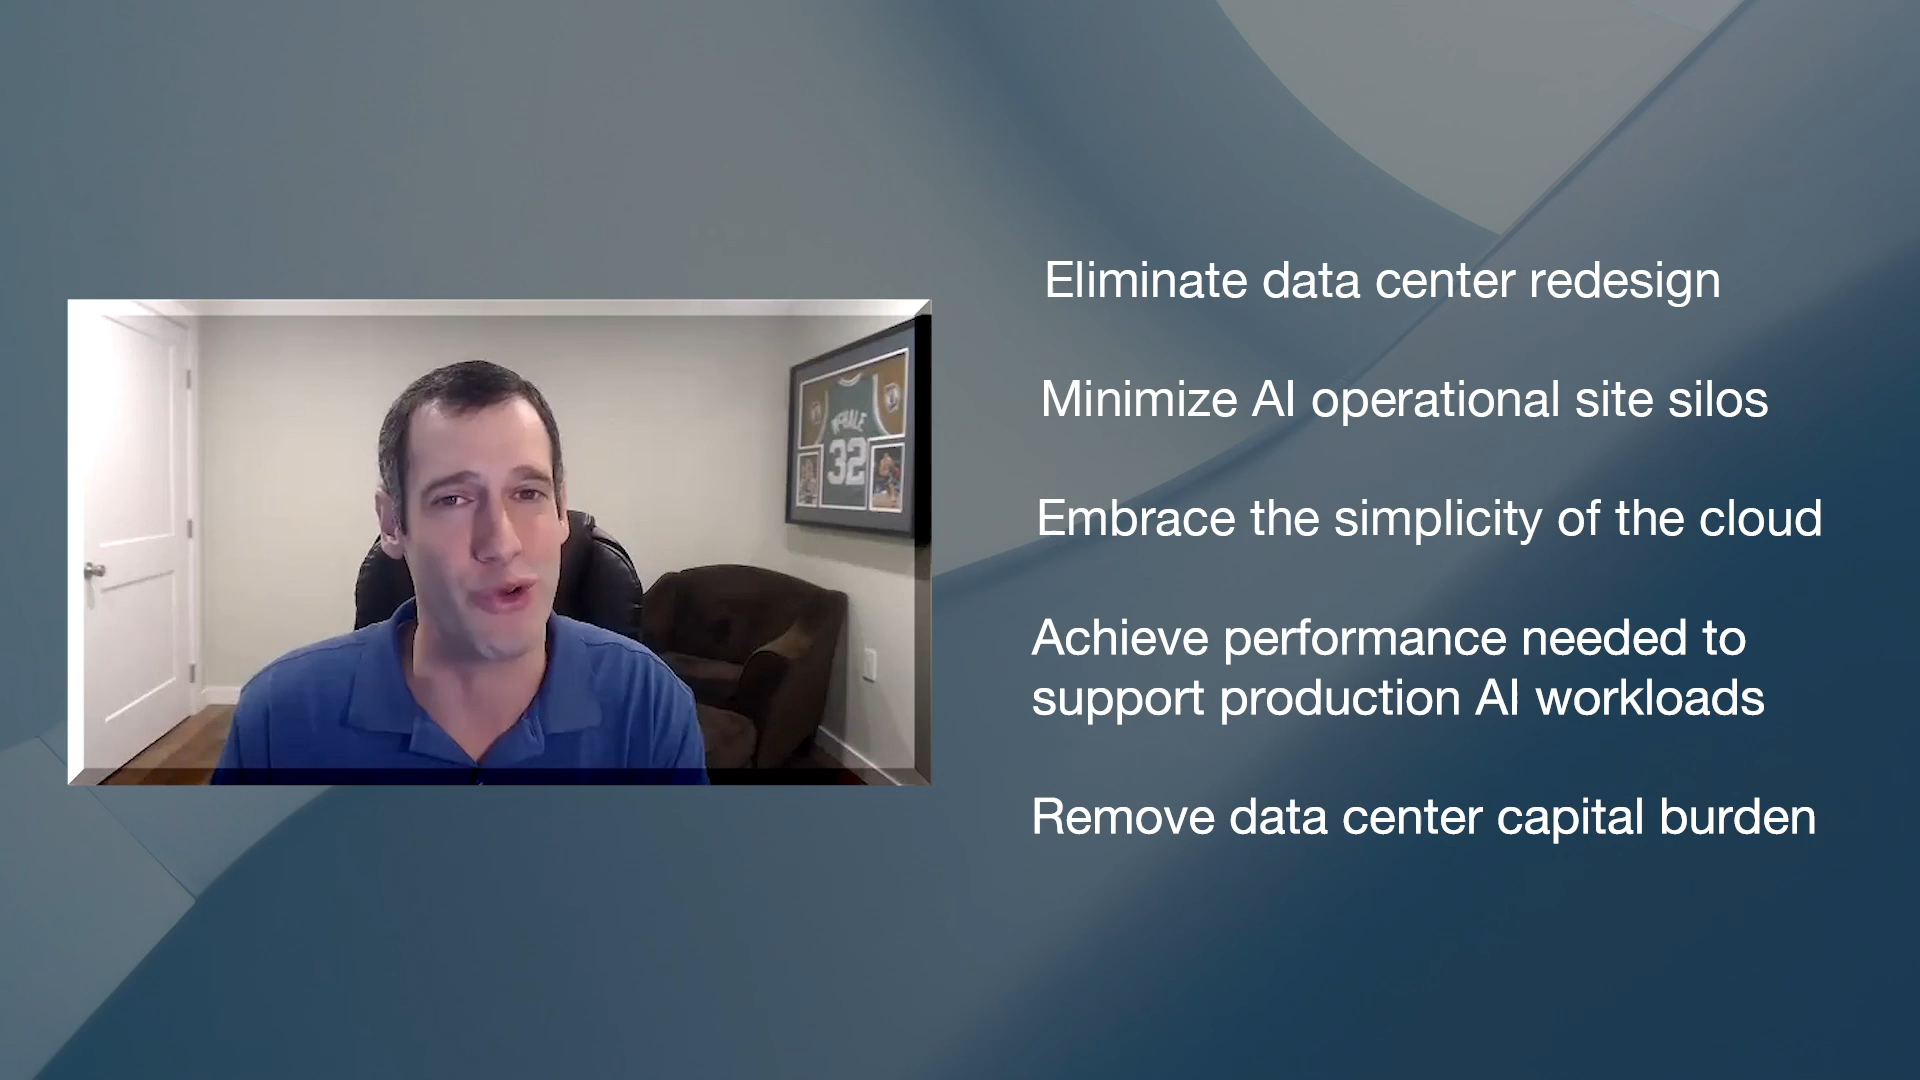 McHALE
32
Eliminate data center redesign
Minimize AI operational site silos
Embrace the simplicity of the cloud
Achieve performance needed to
support production AI workloads
Remove data center capital burden